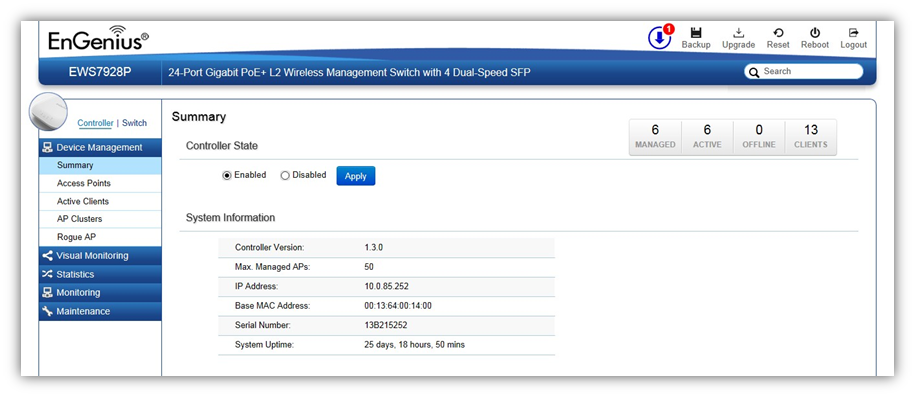 EnGenius®
1
Backup Upgrade Reset Reboot Logout
EWS7928P 24-Port Gigabit PoE+ L2 Wireless Management Switch with 4 Dual-Speed SFP Search
Controller | Switch
Device Management
Summary
Access Points
Active Clients
AP Clusters
Rogue AP
Visual Monitoring
Statistics
Monitoring
Maintenance
Summary
6 MANAGED
6 ACTIVE
0 OFFLINE
13 CLIENTS
Controller State
Enabled Disabled Apply
System Information
Controller Version: 1.3.0
Max. Managed APs: 50
IP Address: 10.0.85.252
Base MAC Address: 00:13:64:00:14:00
Serial Number: 13B215252
System Uptime: 25 days, 18 hours, 50 mins